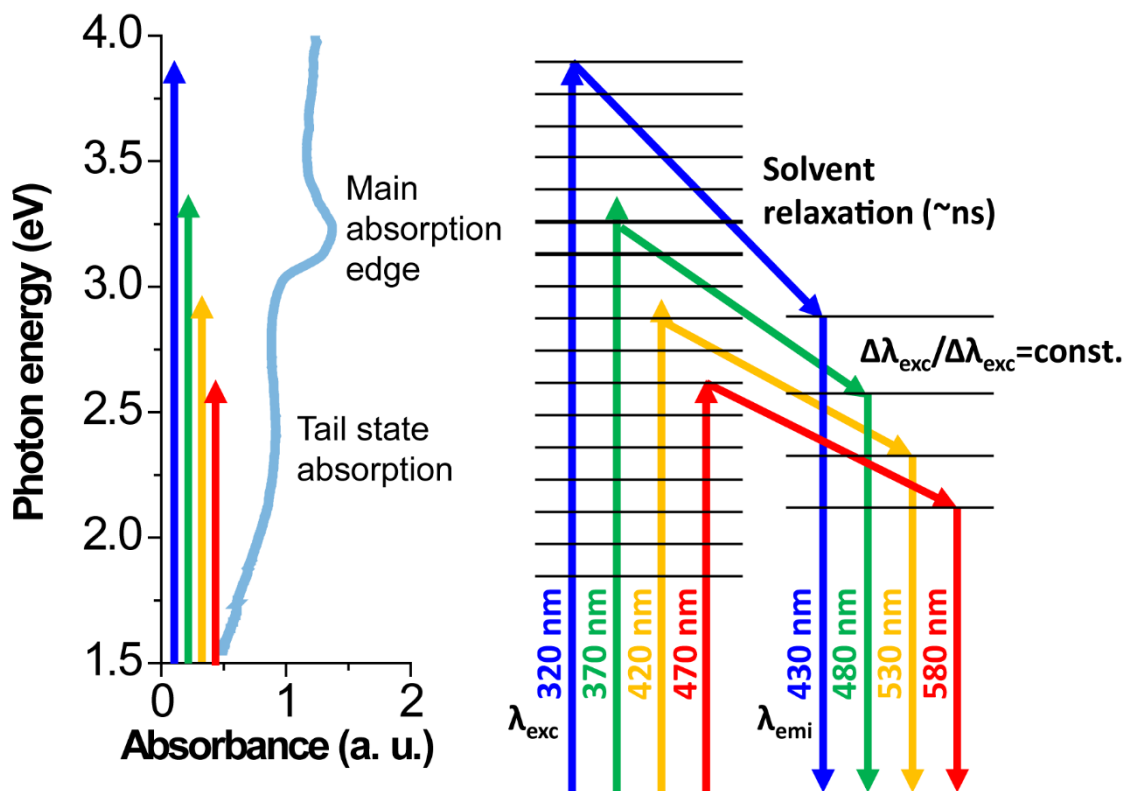 4.0
3.5
3.0
2.5
2.0
1.5
Photon energy (eV)
0
1
2
Absorbance (a. u.)
Main
absorption
edge
Tail state
absorption
Solvent
relaxation (~ns)
Δλexc/Δλexc=const.
320 nm
370 nm
420 nm
470 nm
λexc
430 nm
480 nm
530 nm
580 nm
λemi